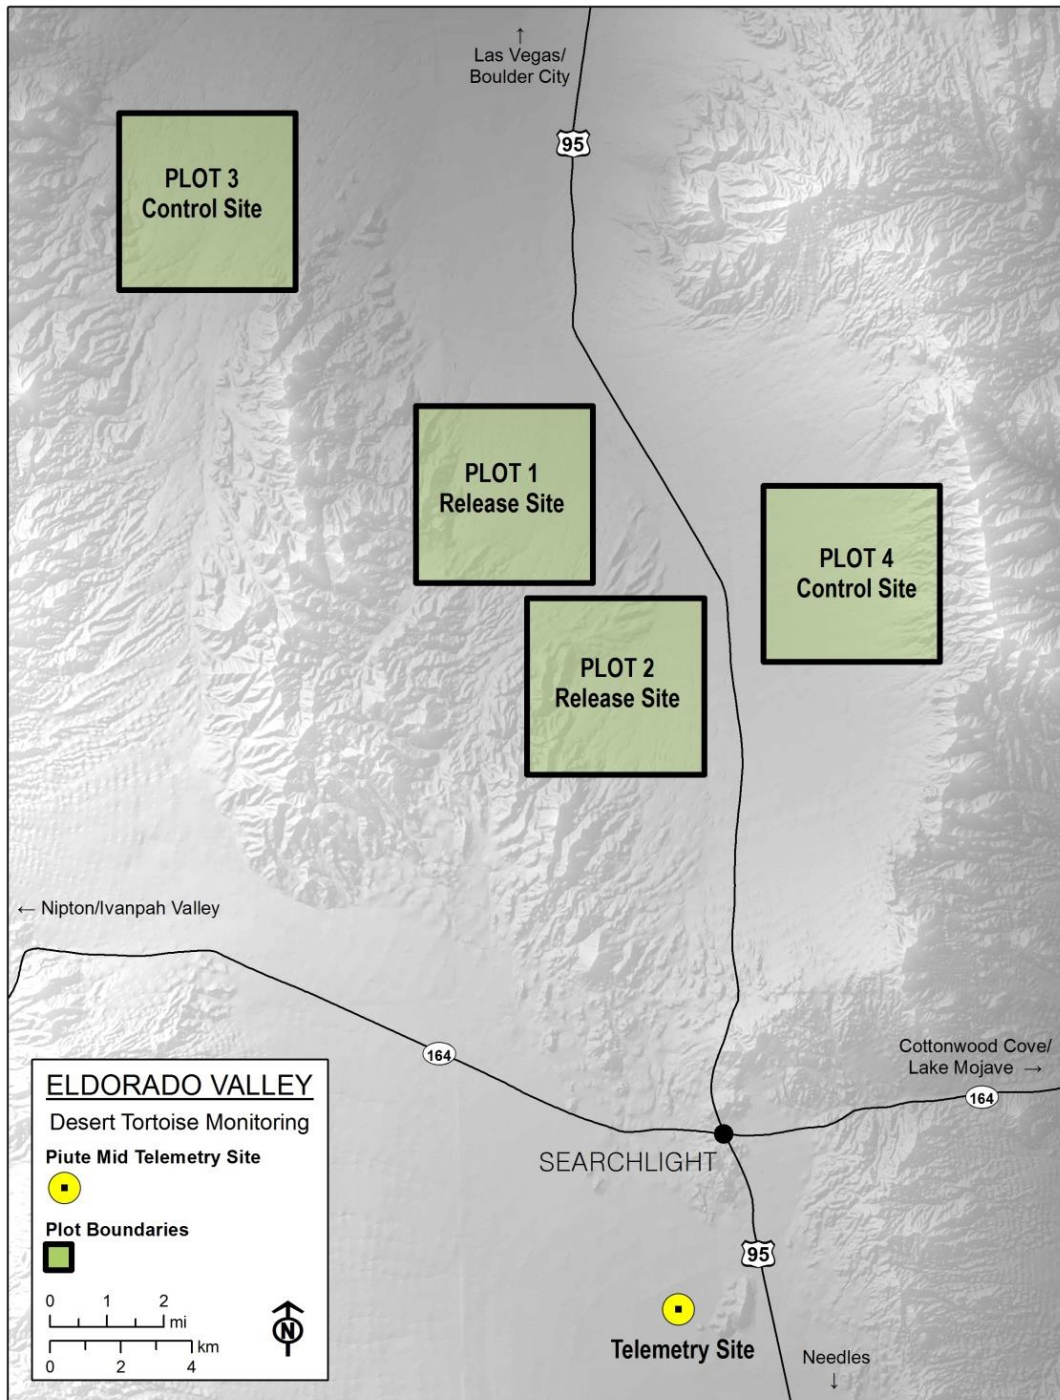 ↑
Las Vegas/
Boulder City
95
PLOT 3
Control Site
PLOT 1
Release Site
PLOT 4
Control Site
PLOT 2
Release Site
← Nipton/Ivanpah Valley
164
Cottonwood Cove/
Lake Mojave →
164
SEARCHLIGHT
95
Telemetry Site
Needles
↓
ELDORADO VALLEY
Desert Tortoise Monitoring
Piute Mid Telemetry Site
Plot Boundaries
0 1 2
mi
km
0 2 4
N